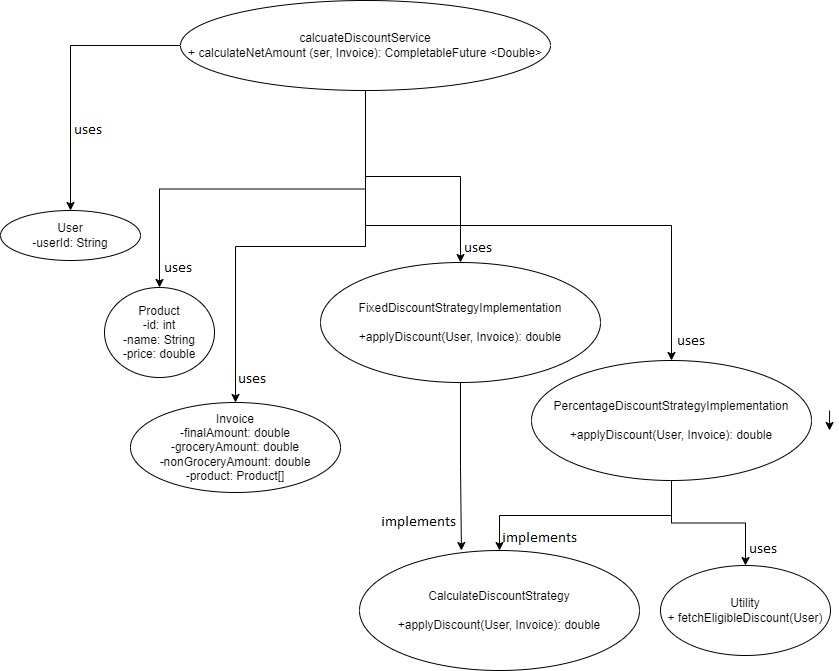 calcuateDiscountService
+ calculateNetAmount (ser, Invoice): CompletableFuture <Double>
uses
User
-userId: String
uses
uses
Product
-id: int
-name: String
-price: double
FixedDiscountStrategyImplementation
+applyDiscount(User, Invoice): double
uses
uses
Invoice
-finalAmount: double
-groceryAmount: double
-nonGroceryAmount: double
-product: Product[]
PercentageDiscountStrategyImplementation
+applyDiscount(User, Invoice): double
implements
implements
uses
CalculateDiscountStrategy
+applyDiscount(User, Invoice): double
Utility
+ fetchEligibleDiscount(User)